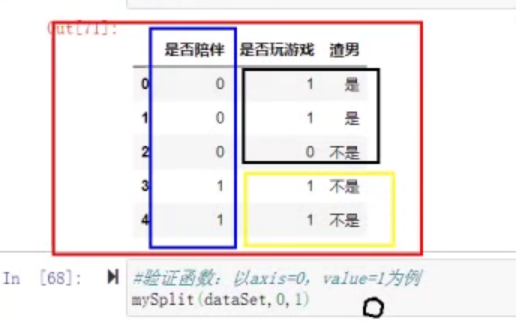 Out[71]:
是否陪伴 是否玩游戏 渣男
0 0 1 是
1 0 1 是
2 0 0 不是
3 1 1 不是
4 1 1 不是
In [68]: #验证函数：以axis=0，value=1为例
mySplit(dataSet,0,1)